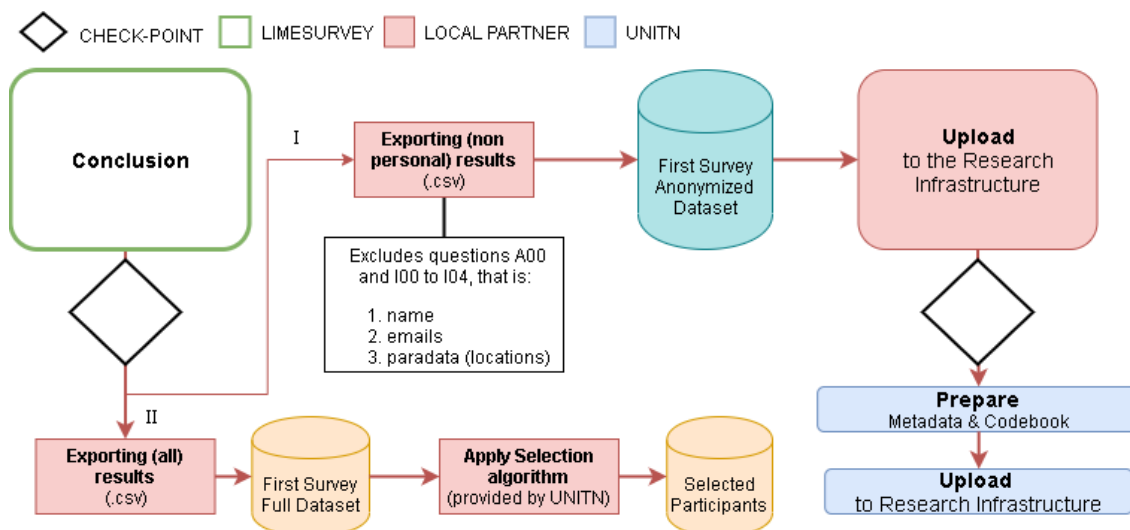 CHECK-POINT
LIMESURVEY
LOCAL PARTNER
UNITN
Conclusion
I
Exporting (non
personal) results
(.csv)
First Survey
Anonymized
Dataset
Upload
to the Research
Infrastructure
Excludes questions A00
and I00 to I04, that is:
1. name
2. emails
3. paradata (locations)
II
Exporting (all)
results
(.csv)
First Survey
Full Dataset
Apply Selection
algorithm
(provided by UNITN)
Selected
Participants
Prepare
Metadata & Codebook
Upload
to Research Infrastructure